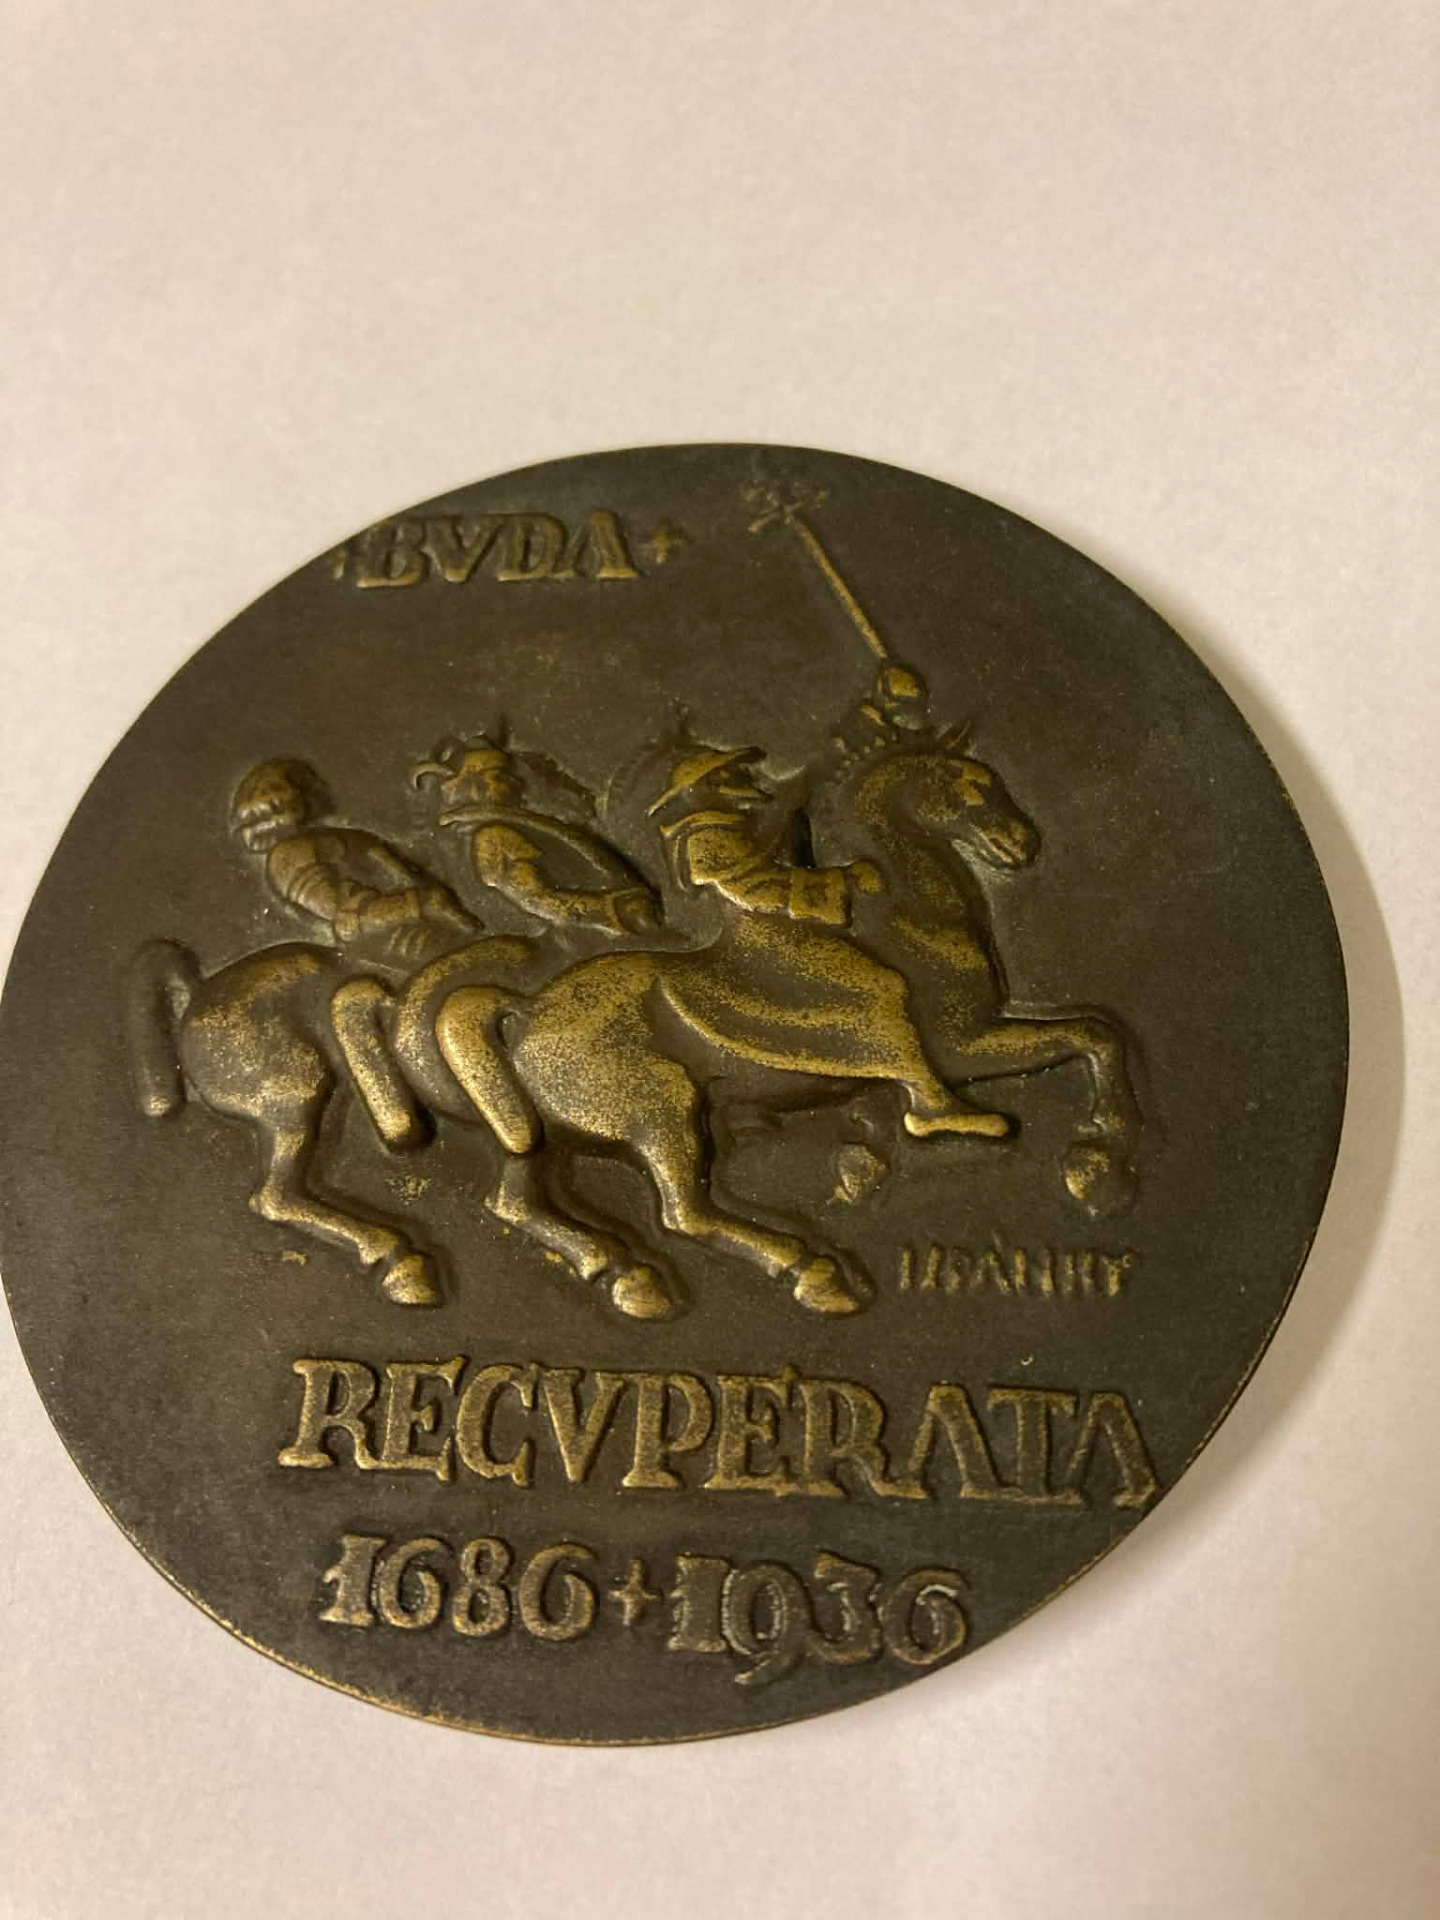 +BVDA+
RECVPERATA
1686+1936